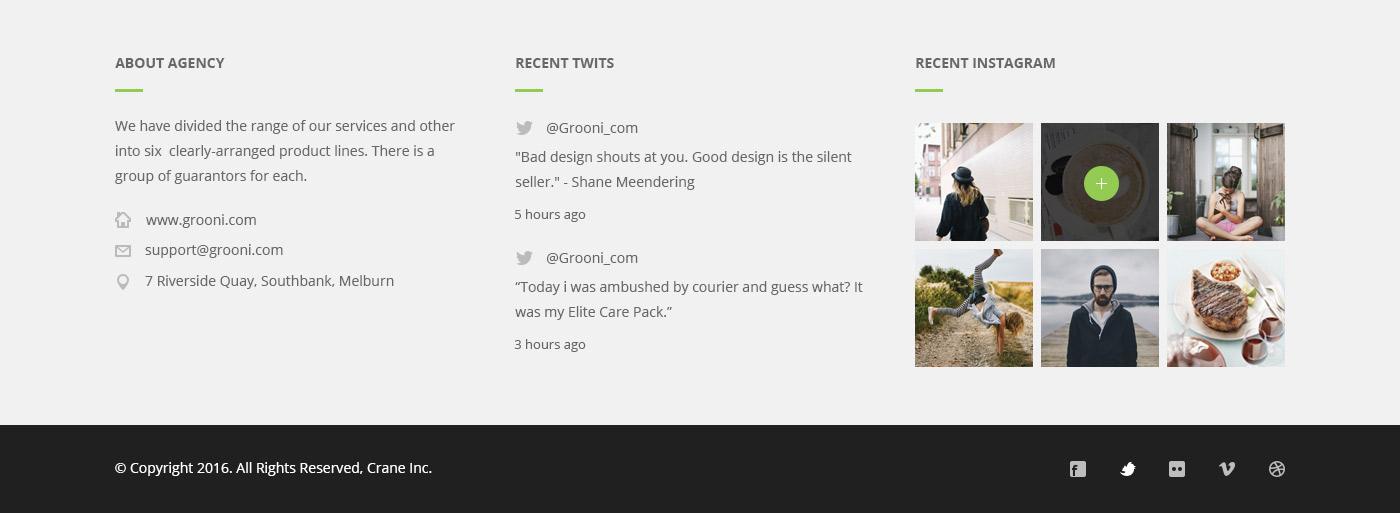 ABOUT AGENCY
We have divided the range of our services and other
into six  clearly-arranged product lines. There is a
group of guarantors for each.
www.grooni.com
support@grooni.com
7 Riverside Quay, Southbank, Melburn
RECENT TWITS
@Grooni_com
"Bad design shouts at you. Good design is the silent
seller." - Shane Meendering
5 hours ago
@Grooni_com
“Today i was ambushed by courier and guess what? It
was my Elite Care Pack.”
3 hours ago
RECENT INSTAGRAM
© Copyright 2016. All Rights Reserved, Crane Inc.